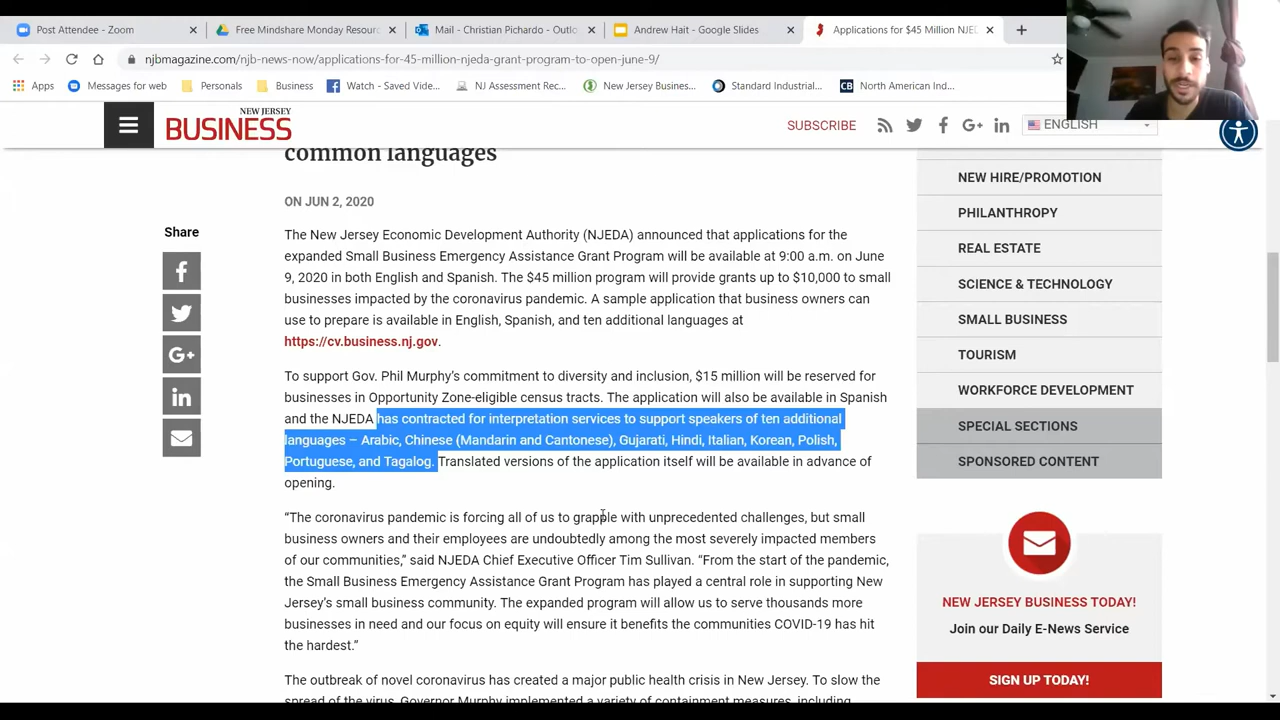 Post Attendee - Zoom
Free Mindshare Monday Resour
Mail - Christian Pichardo - Outlo
Andrew Hait - Google Slides
Applications for $45 Million NJE
njbmagazine.com/njb-news-now/applications-for-45-million-njeda-grant-program-to-open-june-9/
Apps
Messages for web
Personals
Business
Watch - Saved Vide...
NJ Assessment Rec...
New Jersey Busines...
Standard Industrial...
CB
North American Ind...
NEW JERSEY
BUSINESS
SUBSCRIBE
G+
in
ENGLISH
common languages
ON JUN 2, 2020
Share
f
G+
in
The New Jersey Economic Development Authority (NJEDA) announced that applications for the
expanded Small Business Emergency Assistance Grant Program will be available at 9:00 a.m. on June
9, 2020 in both English and Spanish. The $45 million program will provide grants up to $10,000 to small
businesses impacted by the coronavirus pandemic. A sample application that business owners can
use to prepare is available in English, Spanish, and ten additional languages at
https://cv.business.nj.gov.
To support Gov. Phil Murphy’s commitment to diversity and inclusion, $15 million will be reserved for
businesses in Opportunity Zone-eligible census tracts. The application will also be available in Spanish
and the NJEDA has contracted for interpretation services to support speakers of ten additional
languages – Arabic, Chinese (Mandarin and Cantonese), Gujarati, Hindi, Italian, Korean, Polish,
Portuguese, and Tagalog. Translated versions of the application itself will be available in advance of
opening.
“The coronavirus pandemic is forcing all of us to grapple with unprecedented challenges, but small
business owners and their employees are undoubtedly among the most severely impacted members
of our communities,” said NJEDA Chief Executive Officer Tim Sullivan. “From the start of the pandemic,
the Small Business Emergency Assistance Grant Program has played a central role in supporting New
Jersey’s small business community. The expanded program will allow us to serve thousands more
businesses in need and our focus on equity will ensure it benefits the communities COVID-19 has hit
the hardest.”
The outbreak of novel coronavirus has created a major public health crisis in New Jersey. To slow the
spread of the virus, Governor Murphy implemented a variety of containment measures, including
NEW HIRE/PROMOTION
PHILANTHROPY
REAL ESTATE
SCIENCE & TECHNOLOGY
SMALL BUSINESS
TOURISM
WORKFORCE DEVELOPMENT
SPECIAL SECTIONS
SPONSORED CONTENT
NEW JERSEY BUSINESS TODAY!
Join our Daily E-News Service
SIGN UP TODAY!